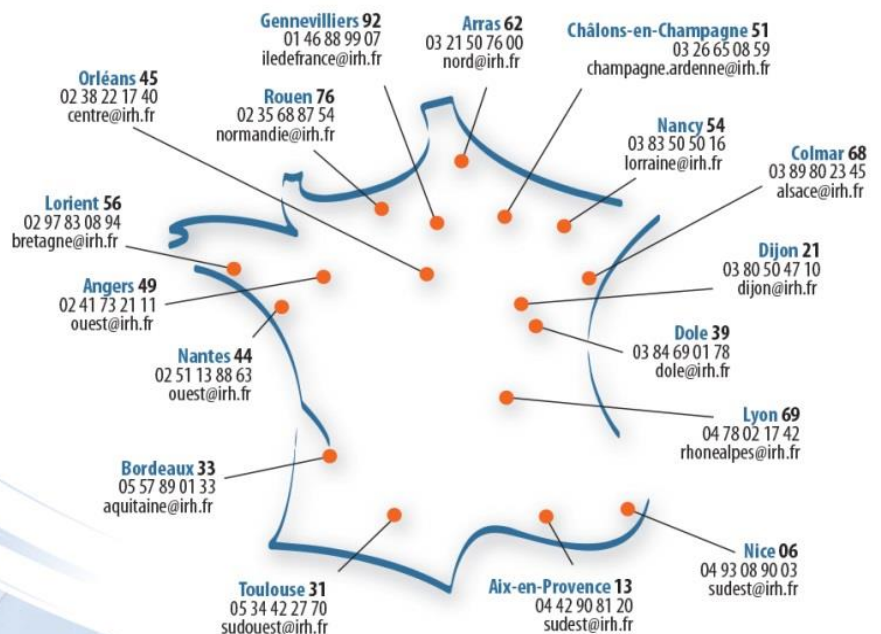 Gennevilliers 92
01 46 88 99 07
iledefrance@irh.fr
Arras 62
03 21 50 76 00
nord@irh.fr
Châlons-en-Champagne 51
03 26 65 08 59
champagne.ardenne@irh.fr
Orléans 45
02 38 22 17 40
centre@irh.fr
Rouen 76
02 35 68 87 54
normandie@irh.fr
Nancy 54
03 83 50 50 16
lorraine@irh.fr
Colmar 68
03 89 80 23 45
alsace@irh.fr
Lorient 56
02 97 83 08 94
bretagne@irh.fr
Dijon 21
03 80 50 47 10
dijon@irh.fr
Angers 49
02 41 73 21 11
ouest@irh.fr
Dole 39
03 84 69 01 78
dole@irh.fr
Nantes 44
02 51 13 88 63
ouest@irh.fr
Lyon 69
04 78 02 17 42
rhonealpes@irh.fr
Bordeaux 33
05 57 89 01 33
aquitaine@irh.fr
Nice 06
04 93 08 90 03
sudest@irh.fr
Toulouse 31
05 34 42 27 70
sudouest@irh.fr
Aix-en-Provence 13
04 42 90 81 20
sudest@irh.fr